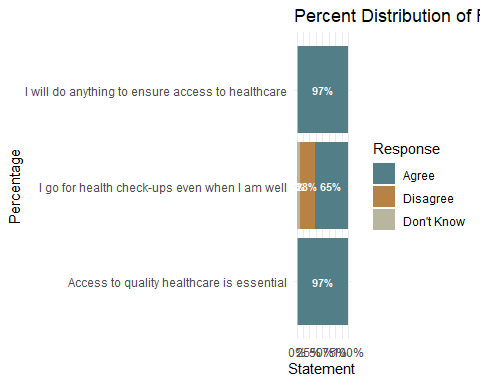 Percent Distribution of
I will do anything to ensure access to healthcare
97%
I go for health check-ups even when I am well
65%
Access to quality healthcare is essential
97%
Percentage
Statement
Response
Agree
Disagree
Don't Know